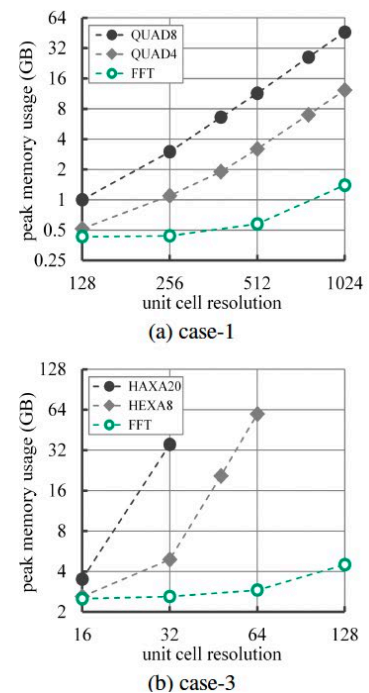 64
32
16
8
4
2
1
0.5
0.25
peak memory usage (GB)
QUAD8
QUAD4
FFT
128 256 512 1024
unit cell resolution
(a) case-1
128
64
32
16
8
4
2
peak memory usage (GB)
HAXA20
HEXA8
FFT
16 32 64 128
unit cell resolution
(b) case-3